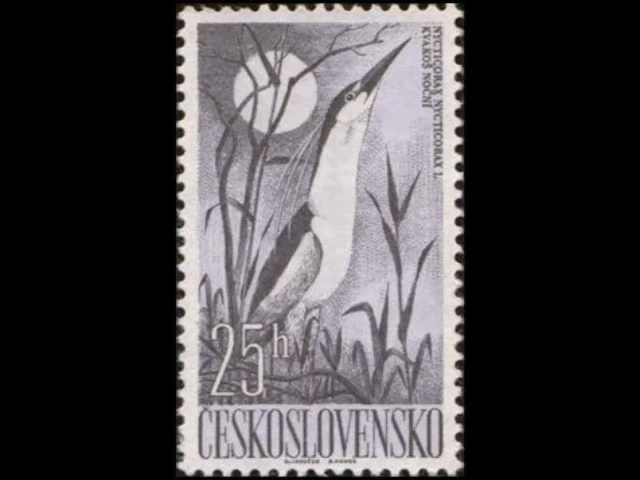 NYCTICORAX NYCTICORAX L.
KVAKOŠ NOČNÍ
25h
ČESKOSLOVENSKO